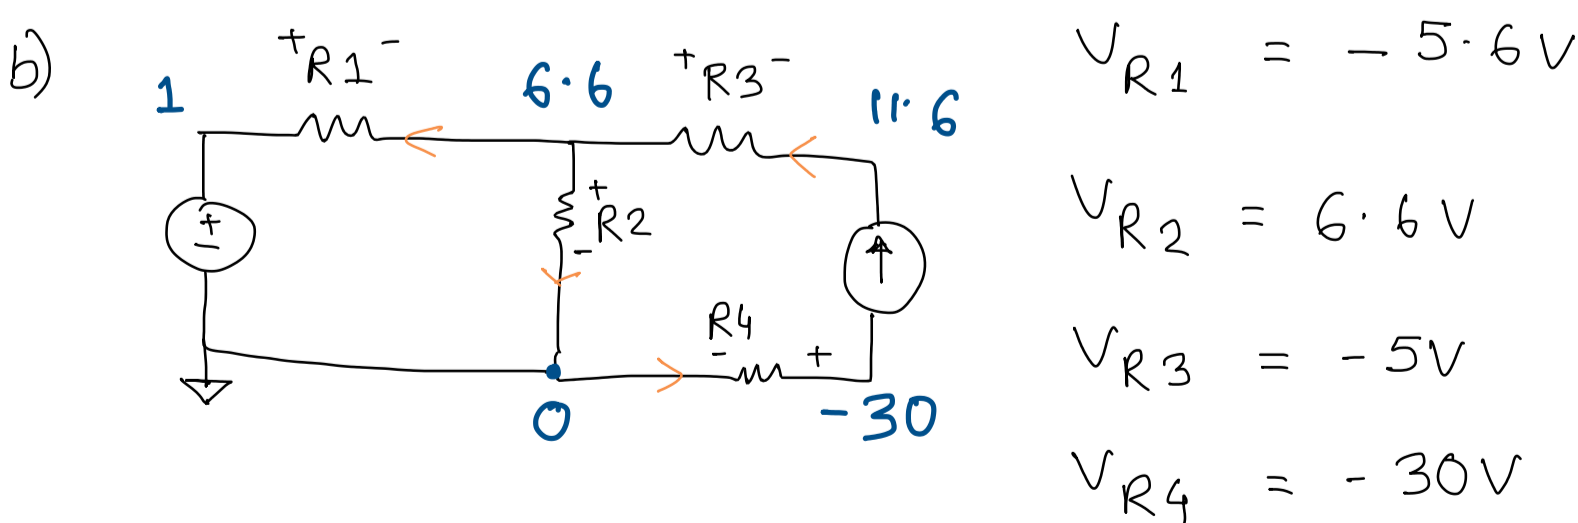 b)
+ R1 -
+ R3 -
1
6.6
11.6
+
-
+
R2
-
R4
-
+
0
-30
VR1 = - 5.6V
VR2 = 6.6V
VR3 = -5V
VR4 = -30V